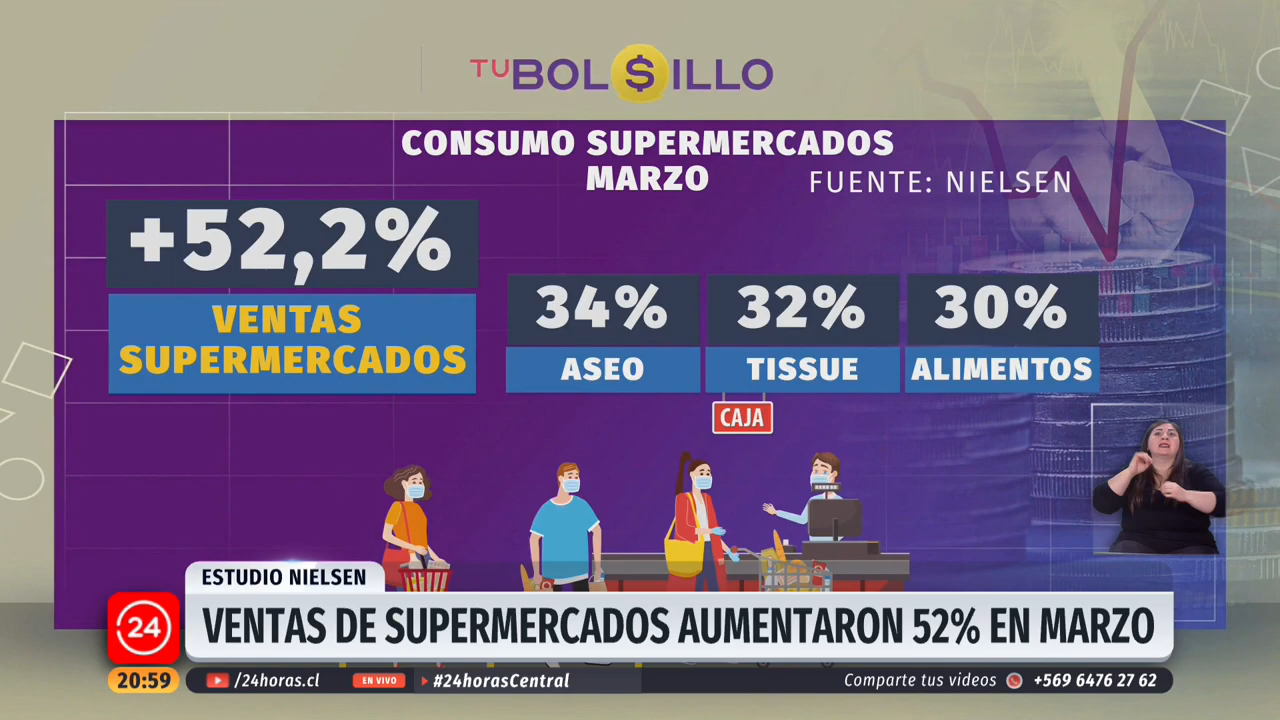 TU BOL$ILLO
CONSUMO SUPERMERCADOS
MARZO
FUENTE: NIELSEN
+52,2%
VENTAS
SUPERMERCADOS
34%
ASEO
32%
TISSUE
30%
ALIMENTOS
CAJA
ESTUDIO NIELSEN
24
VENTAS DE SUPERMERCADOS AUMENTARON 52% EN MARZO
20:59
/24horas.cl
EN VIVO
#24horasCentral
Comparte tus videos
+569 6476 27 62